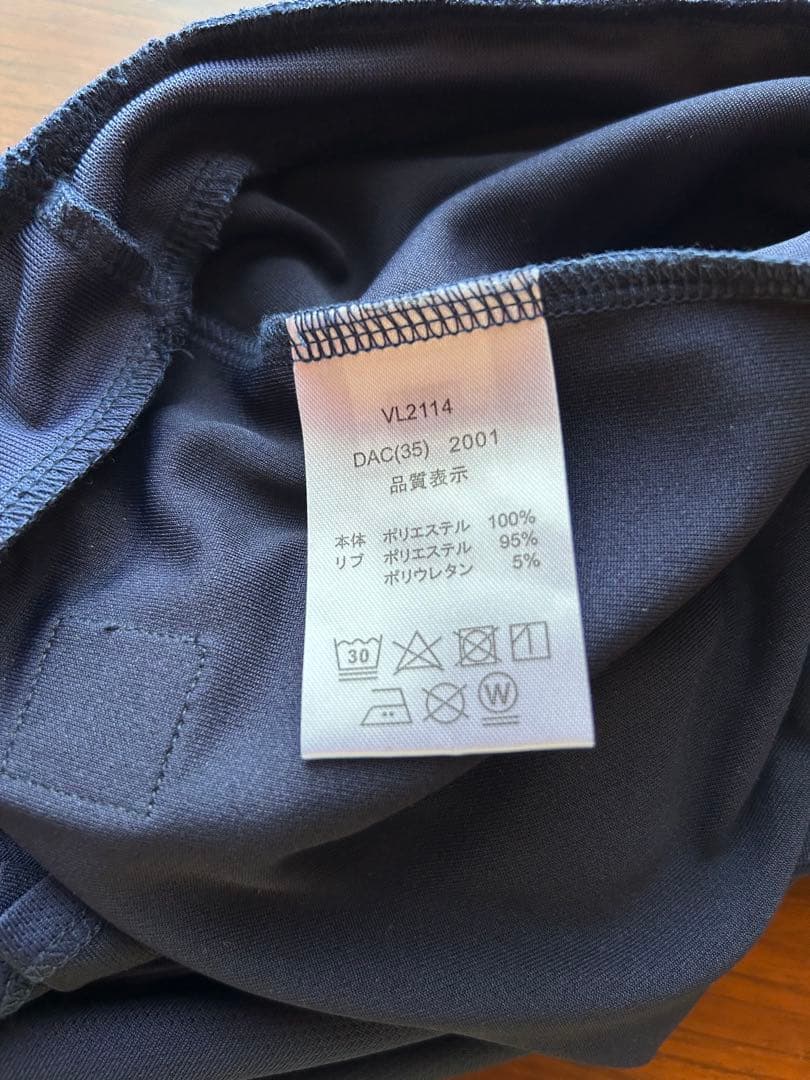 VL2114
DAC(35) 2001
品質表示
本体 ポリエステル 100%
リブ ポリエステル 95%
ポリウレタン 5%
30
W